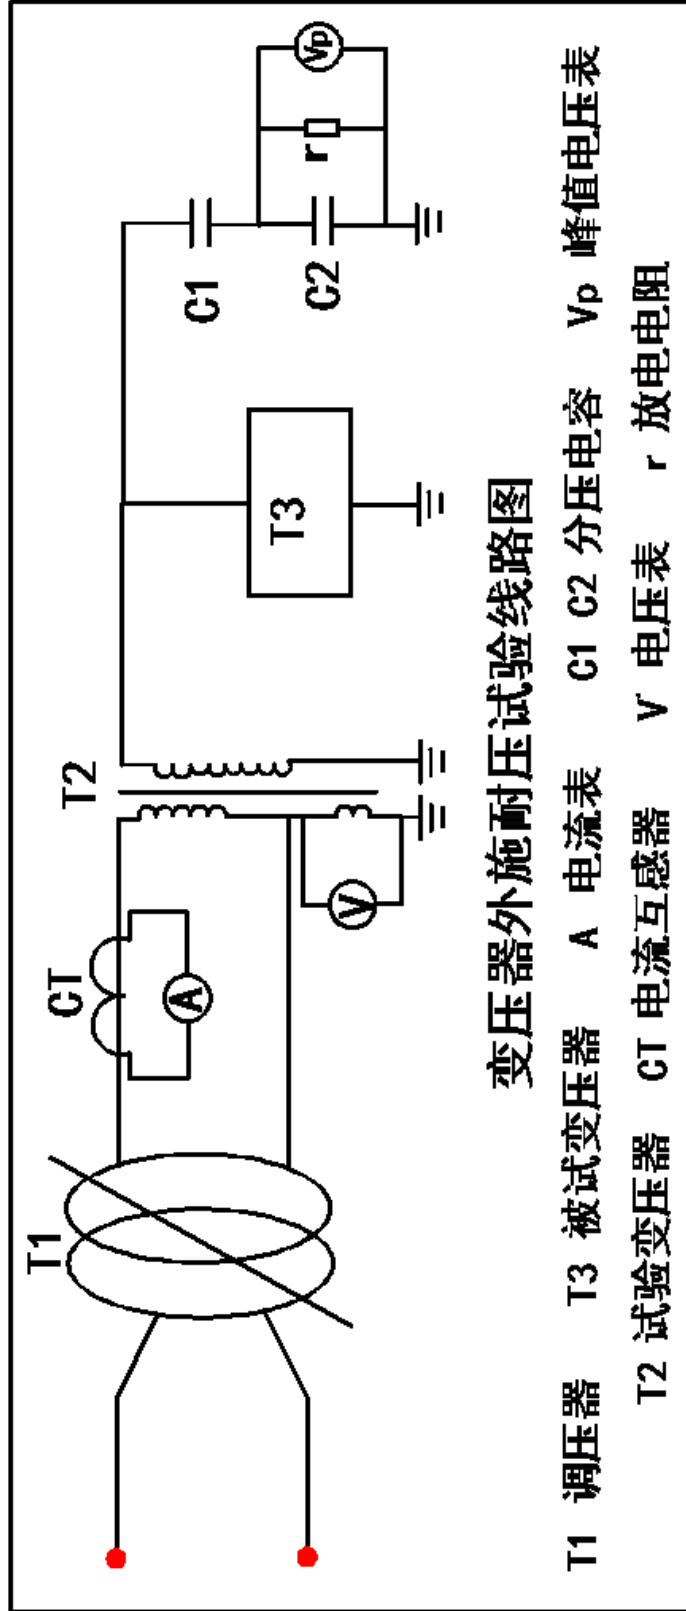 T1
CT
A
T2
V
T3
C1
C2
r
Vp
变压器外施耐压试验线路图
T1 调压器 T3 被试变压器 A 电流表 C1 C2 分压电容 Vp 峰值电压表
T2 试验变压器 CT 电流互感器 V 电压表 r 放电电阻